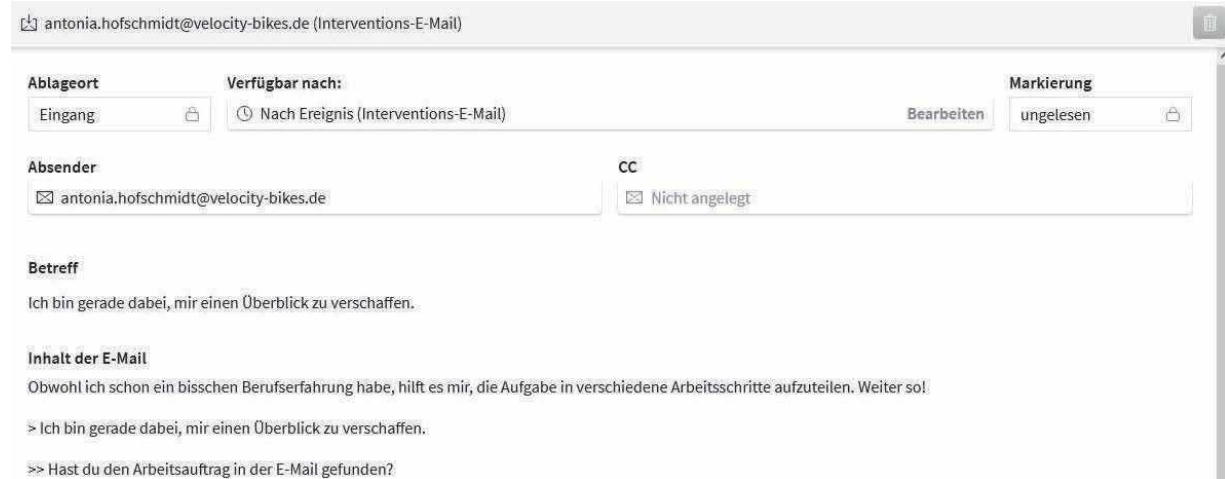 antonia.hofschmidt@velocity-bikes.de (Interventions-E-Mail)
Ablageort
Verfügbar nach:
Markierung
Eingang
Nach Ereignis (Interventions-E-Mail)
Bearbeiten
ungelesen
Absender
CC
antonia.hofschmidt@velocity-bikes.de
Nicht angelegt
Betreff
Ich bin gerade dabei, mir einen Überblick zu verschaffen.
Inhalt der E-Mail
Obwohl ich schon ein bisschen Berufserfahrung habe, hilft es mir, die Aufgabe in verschiedene Arbeitsschritte aufzuteilen. Weiter so!
> Ich bin gerade dabei, mir einen Überblick zu verschaffen.
>> Hast du den Arbeitsauftrag in der E-Mail gefunden?